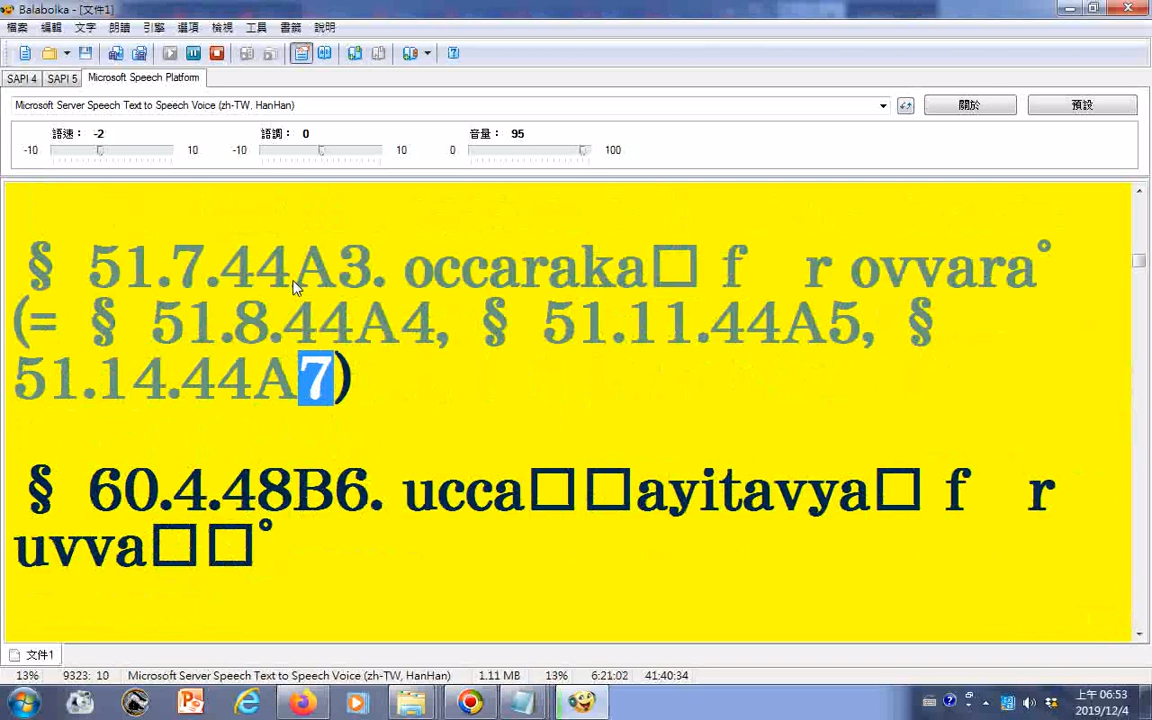 Balabolka - [文件1]
檔案 編輯 文字 朗讀 引擎 選項 檢視 工具 書籤 說明
SAPI 4 SAPI 5 Microsoft Speech Platform
Microsoft Server Speech Text to Speech Voice (zh-TW, HanHan) 關於 預設
語速： -2 語調： 0 音量： 95
-10 10 -10 10 0 100
§ 51.7.44A3. occaraka□ f r ovvara°
(= § 51.8.44A4, § 51.11.44A5, §
51.14.44A7)
§ 60.4.48B6. ucca□□ayitavya□ f r
uvva□□°
文件1
13% 9323: 10 Microsoft Server Speech Text to Speech Voice (zh-TW, HanHan) 1.11 MB 13% 6:21:02 41:40:34
上午 06:53
2019/12/4